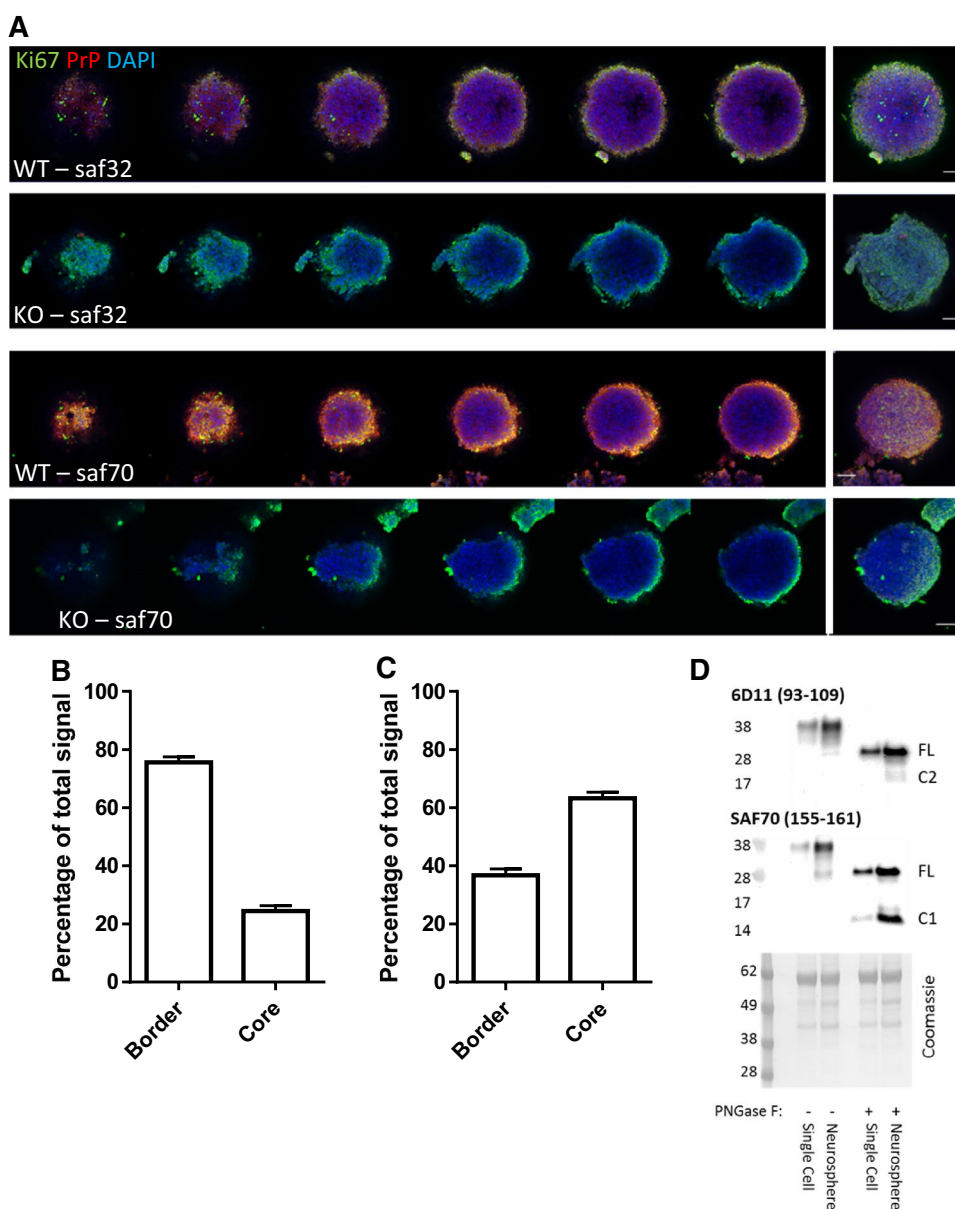 A
Ki67 PrP DAPI
WT – saf32
KO – saf32
WT – saf70
KO – saf70
B
Percentage of total signal
100
80
60
40
20
0
Border
Core
C
Percentage of total signal
100
80
60
40
20
0
Border
Core
D
6D11 (93-109)
38
28
17
FL
C2
SAF70 (155-161)
38
28
17
14
FL
C1
62
49
38
28
Coomassie
PNGase F: - - + +
Single Cell
Neurosphere
Single Cell
Neurosphere